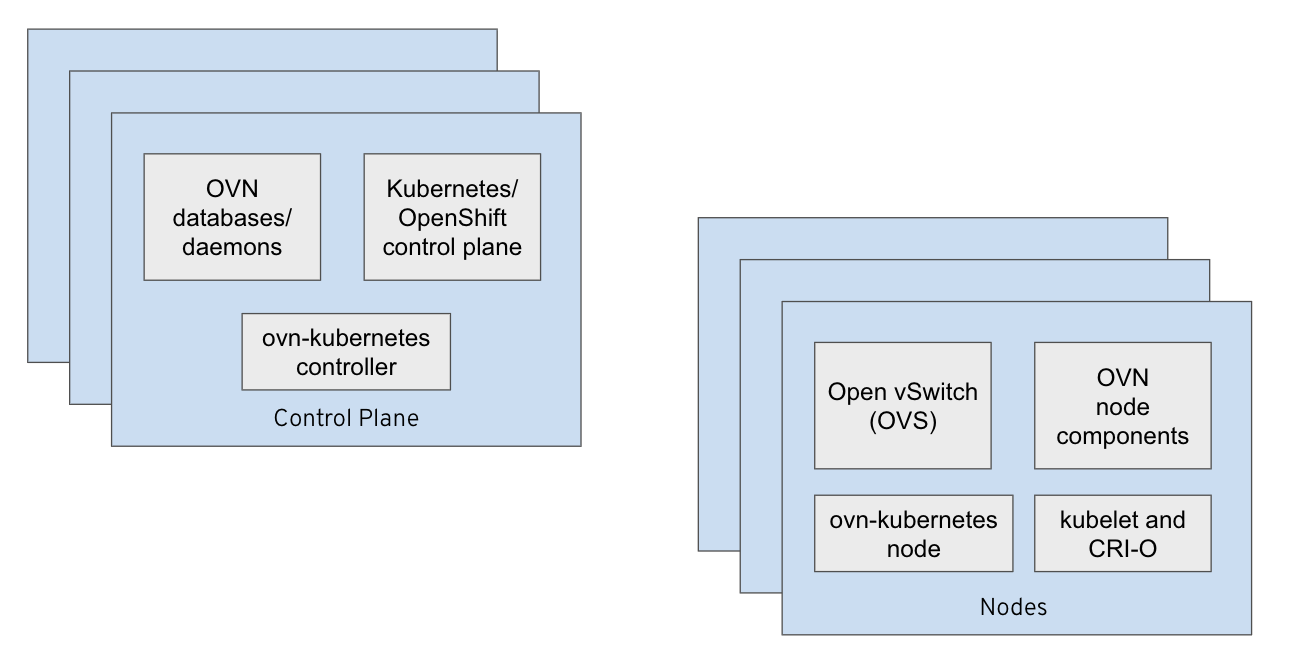 OVN
databases/
daemons
Kubernetes/
OpenShift
control plane
ovn-kubernetes
controller
Control Plane
Open vSwitch
(OVS)
OVN
node
components
ovn-kubernetes
node
kubelet and
CRI-O
Nodes